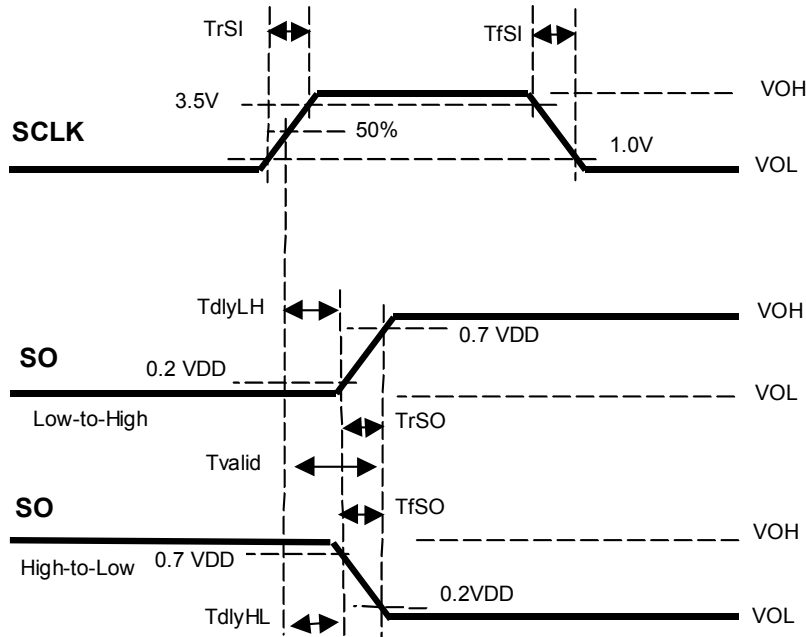 TrSI TfSI
VOH
3.5V
SCLK 50%
1.0V
VOL
TdlyLH VOH
0.7 VDD
SO
0.2 VDD
VOL
Low-to-High TrSO
Tvalid
SO TfSO
VOH
0.7 VDD
High-to-Low
0.2VDD
TdlyHL VOL